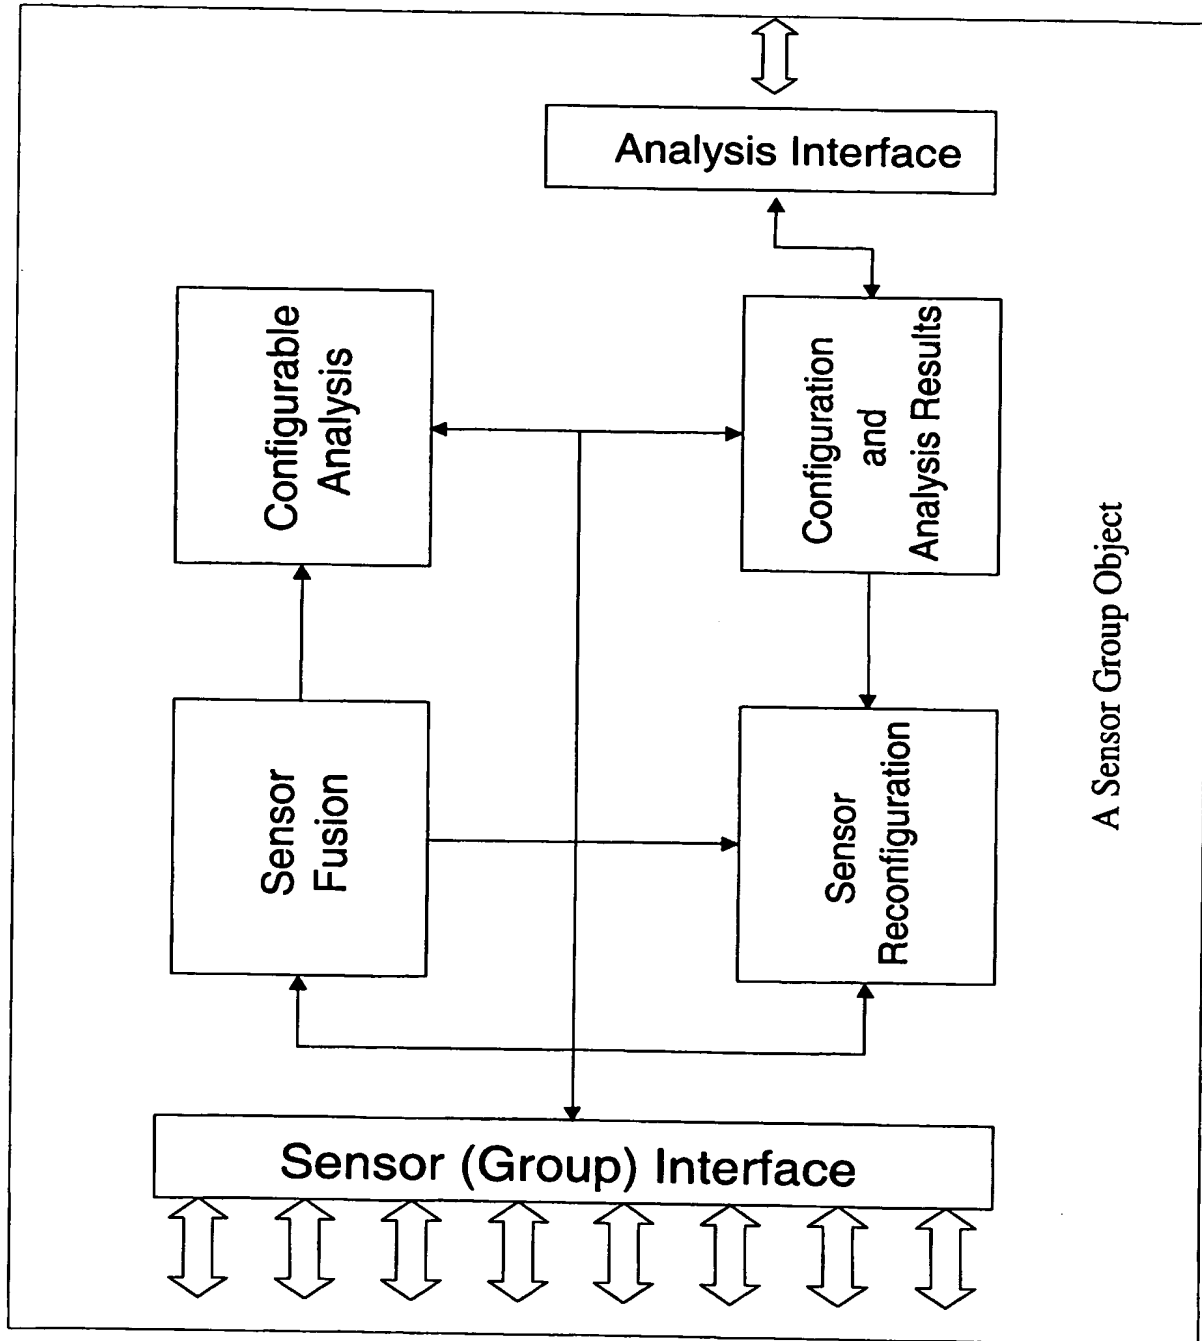 Analysis Interface
Configurable
Analysis
Configuration
and
Analysis Results
Sensor
Fusion
Sensor
Reconfiguration
Sensor (Group) Interface
A Sensor Group Object